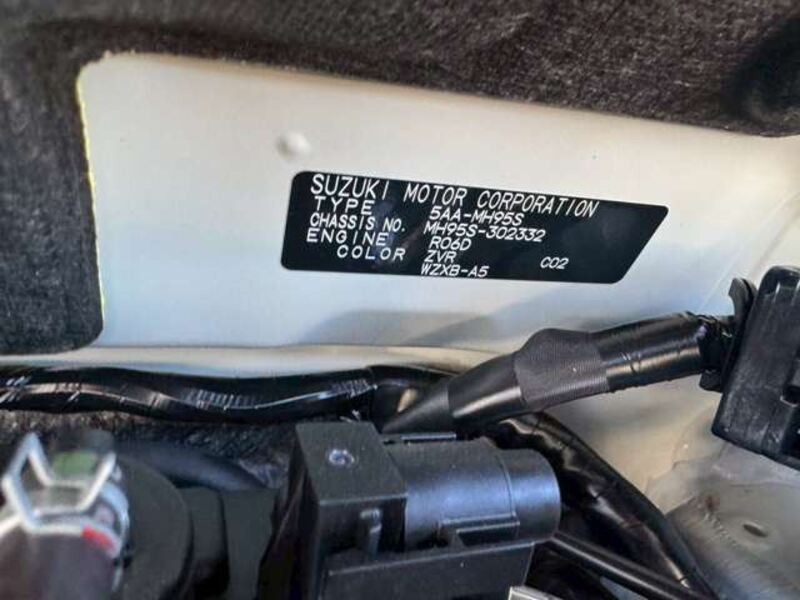 SUZUKI MOTOR CORPORATION
TYPE 5AA-MH95S
CHASSIS NO. MH95S-302332
ENGINE R06D
COLOR ZVR
WZXB-A5 C02